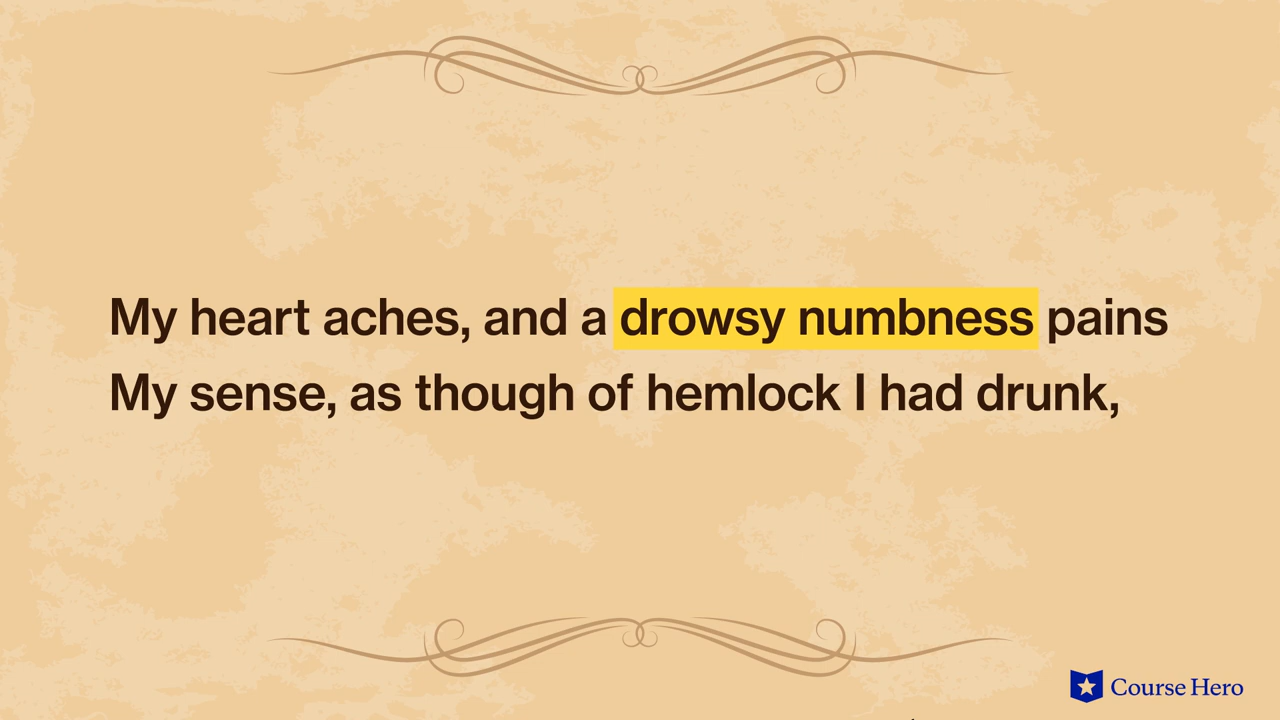 My heart aches, and a drowsy numbness pains
My sense, as though of hemlock I had drunk,
Course Hero